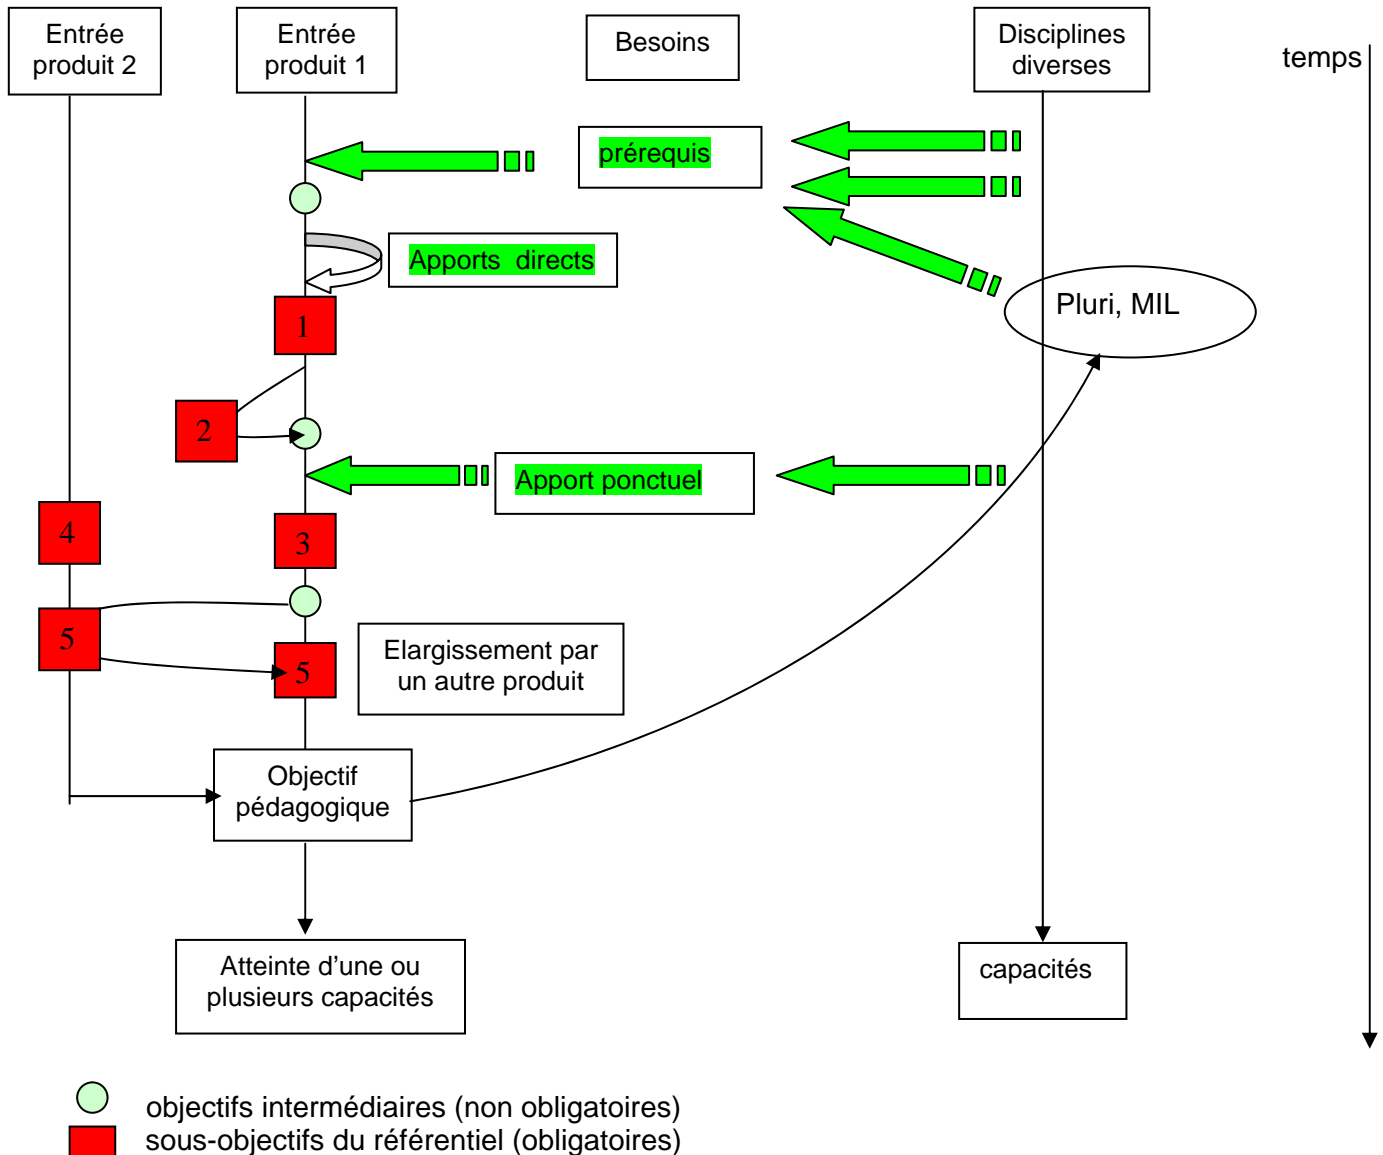 Entrée
produit 2
Entrée
produit 1
Besoins
Disciplines
diverses
temps
prérequis
Apports directs
Pluri, MIL
1
2
Apport ponctuel
4
3
5
5
Elargissement par
un autre produit
Objectif
pédagogique
Atteinte d'une ou
plusieurs capacités
capacités
objectifs intermédiaires (non obligatoires)
sous-objectifs du référentiel (obligatoires)